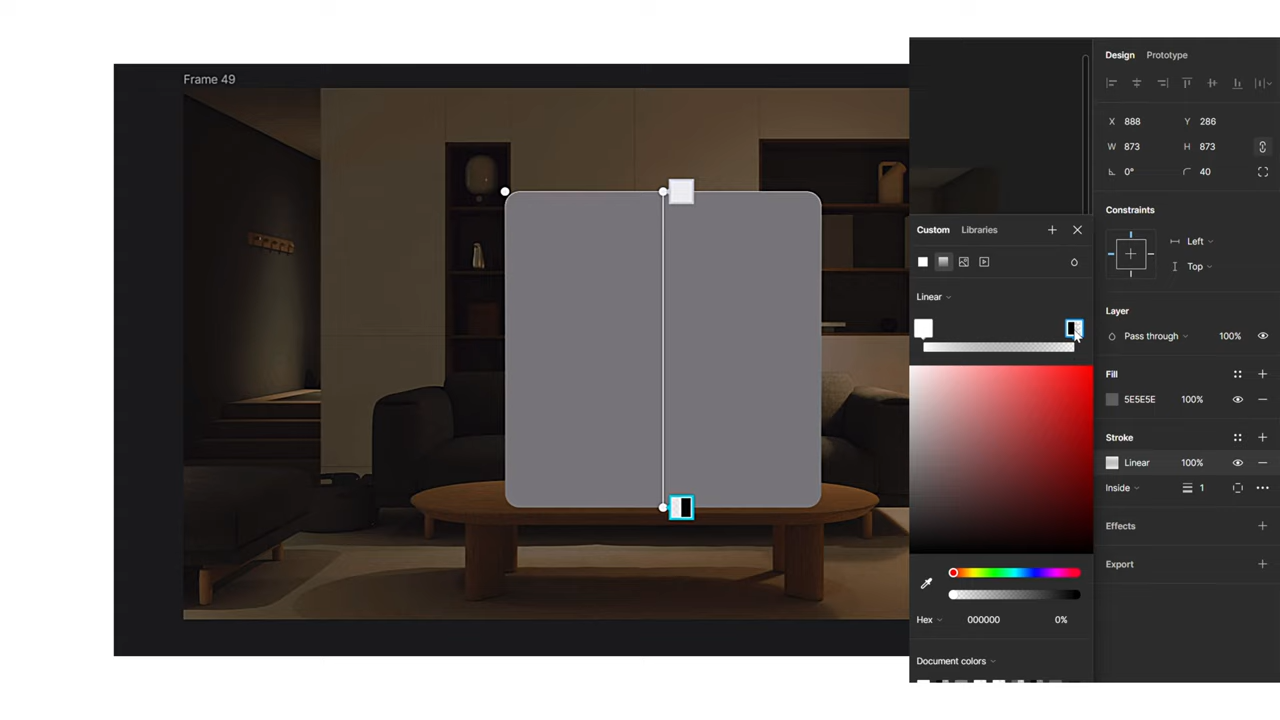 Frame 49
Design Prototype
X 888 Y 286
W 873 H 873
0° 40
Constraints
Left
Top
Layer
Pass through 100%
Fill
5E5E5E 100%
Stroke
Linear 100%
Inside 1
Effects
Export
Custom Libraries
Linear
Hex 000000 0%
Document colors